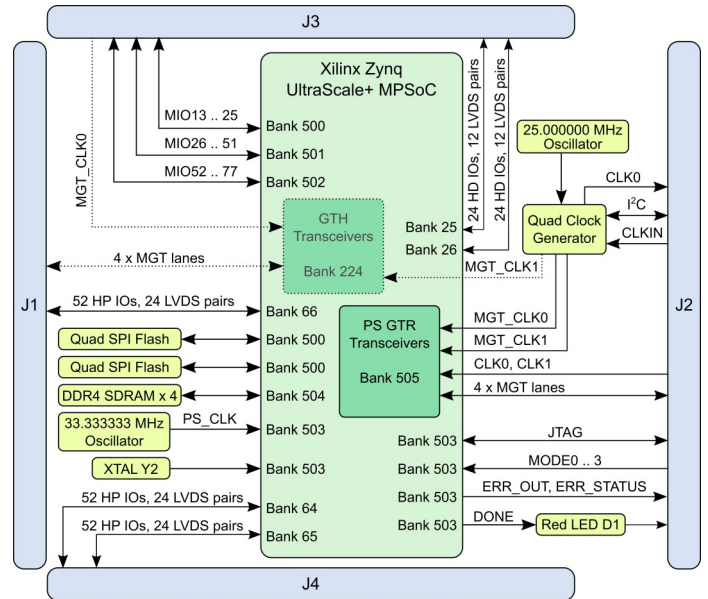 J3
Xilinx Zynq
UltraScale+ MPSoC
MIO13 .. 25
Bank 500
MIO26 .. 51
Bank 501
MIO52 .. 77
Bank 502
MGT_CLK0
24 HD IOs, 12 LVDS pairs
24 HD IOs, 12 LVDS pairs
25.000000 MHz
Oscillator
CLK0
I²C
Quad Clock
Generator
CLKIN
GTH
Transceivers
Bank 224
Bank 25
Bank 26
MGT_CLK1
4 x MGT lanes
J1
J2
52 HP IOs, 24 LVDS pairs
Bank 66
Quad SPI Flash
Bank 500
Quad SPI Flash
Bank 500
DDR4 SDRAM x 4
Bank 504
33.333333 MHz
Oscillator
PS_CLK
Bank 503
XTAL Y2
Bank 503
52 HP IOs, 24 LVDS pairs
Bank 64
52 HP IOs, 24 LVDS pairs
Bank 65
PS GTR
Transceivers
Bank 505
MGT_CLK0
MGT_CLK1
CLK0, CLK1
4 x MGT lanes
Bank 503
JTAG
Bank 503
MODE0 .. 3
Bank 503
ERR_OUT, ERR_STATUS
Bank 503
DONE
Red LED D1
J4